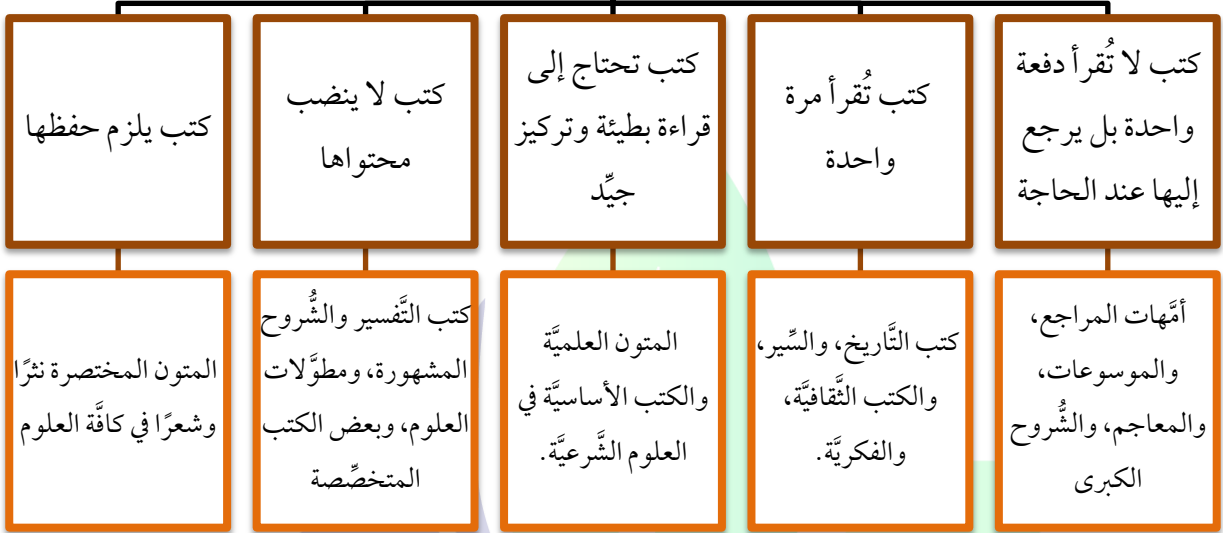 كتب لا تُقرأ دفعة
واحدة بل يرجع
إليها عند الحاجة
كتب تُقرأ مرة
واحدة
كتب تحتاج إلى
قراءة بطيئة وتركيز
جيِّد
كتب لا ينضب
محتواها
كتب يلزم حفظها
أمَّهات المراجع،
والموسوعات،
والمعاجم، والشُّروح
الكبرى
كتب التَّاريخ، والسِّير،
والكتب الثَّقافيَّة،
والفكريَّة.
المتون العلميَّة
والكتب الأساسيَّة في
العلوم الشَّرعيَّة.
كتب التَّفسير والشُّروح
المشهورة، ومطوَّلات
العلوم، وبعض الكتب
المتخصِّصة
المتون المختصرة نثرًا
وشعرًا في كافَّة العلوم